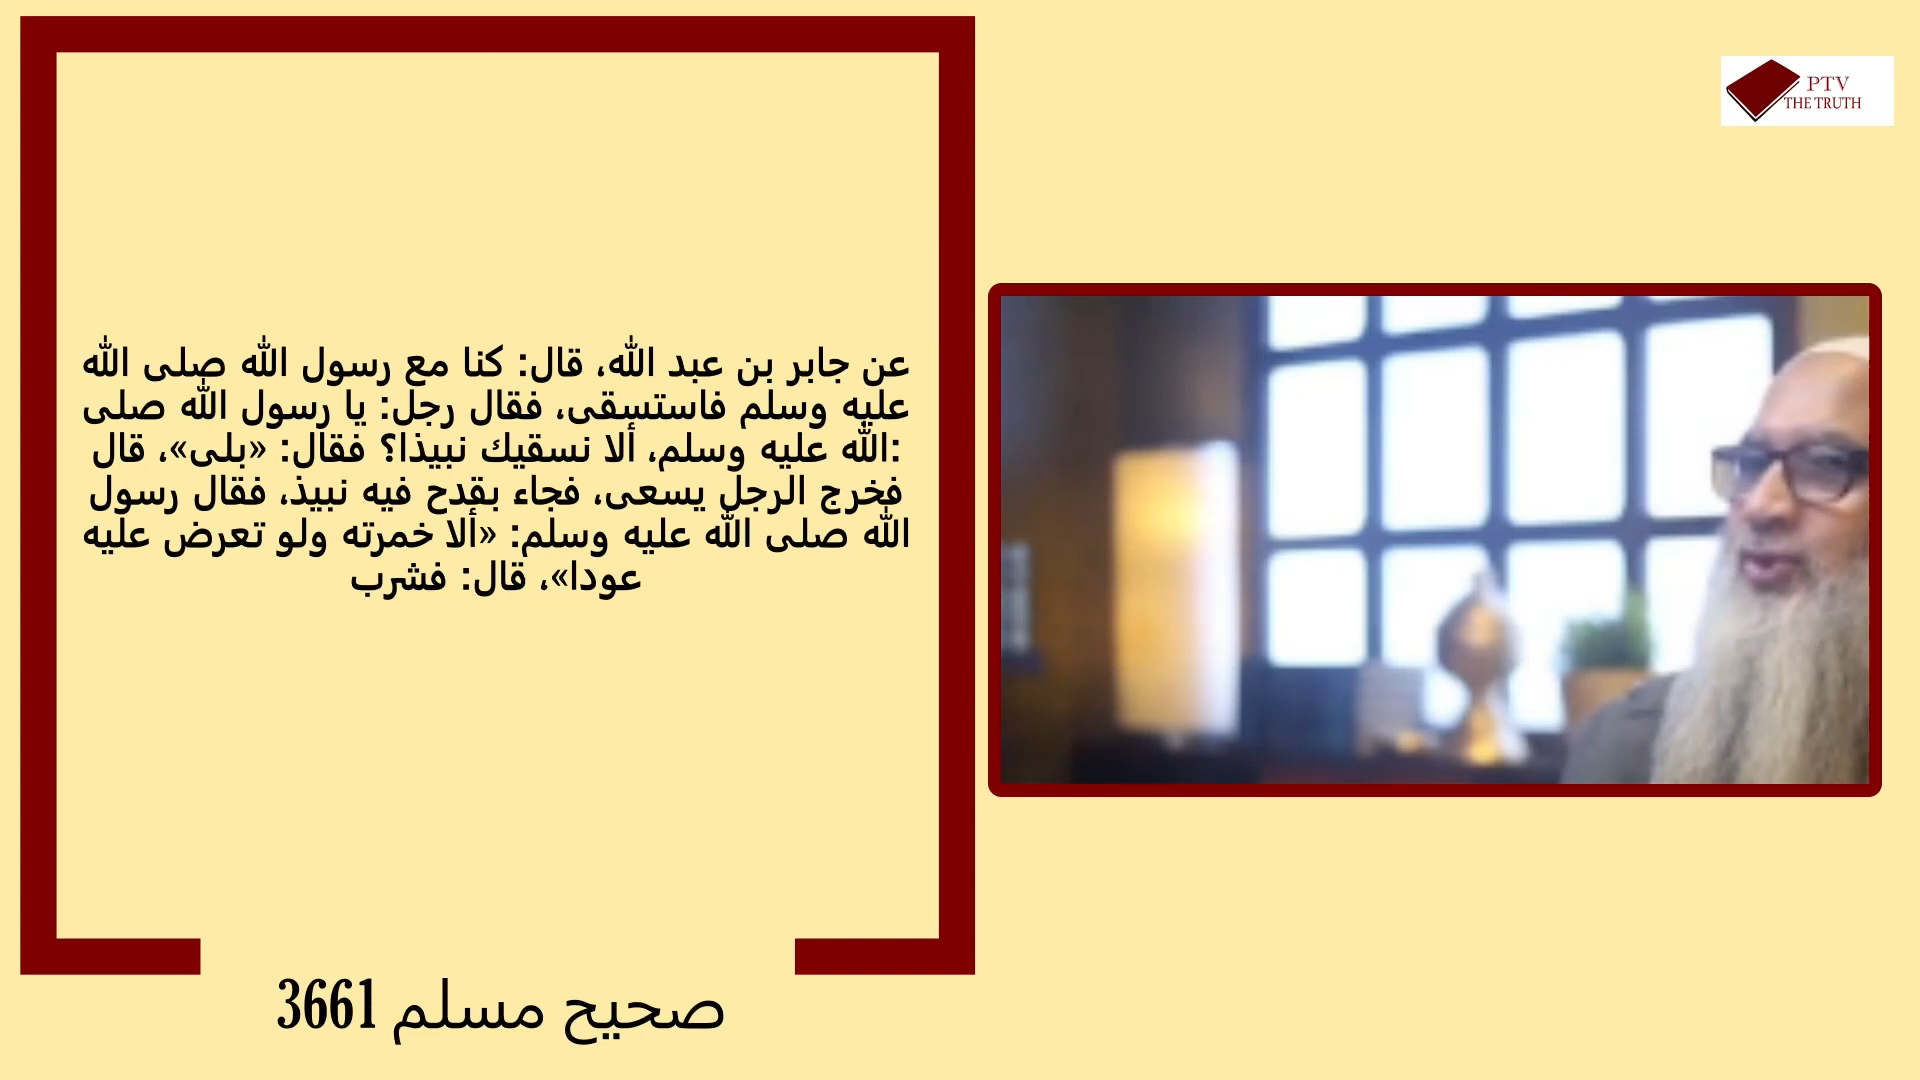 عن جابر بن عبد الله، قال: كنا مع رسول الله صلى الله
عليه وسلم فاستسقى، فقال رجل: يا رسول الله صلى
الله عليه وسلم، ألا نسقيك نبيذا؟ فقال: «بلى»، قال:
فخرج الرجل يسعى، فجاء بقدح فيه نبيذ، فقال رسول
الله صلى الله عليه وسلم: «ألا خمرته ولو تعرض عليه
عودا»، قال: فشرب
صحيح مسلم 3661
PTV
THE TRUTH